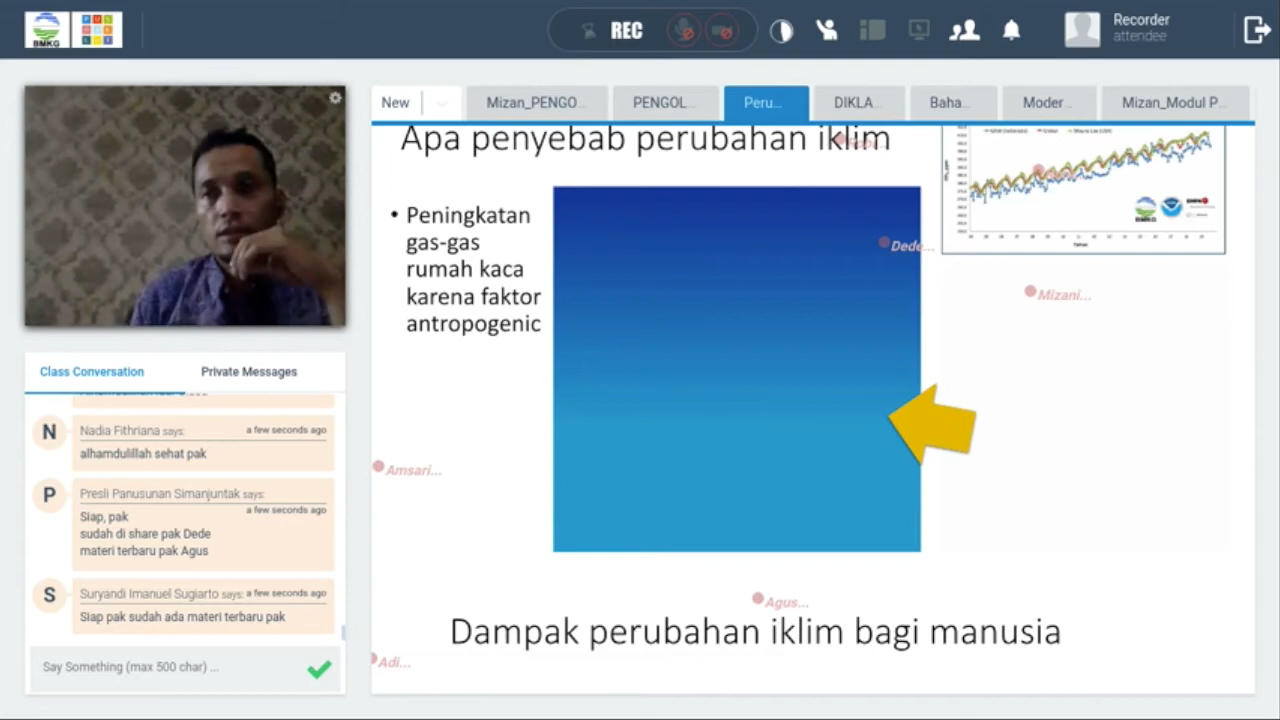 BMKG
PUSDIKLAT
REC
Recorder
attendee
New
Mizan_PENGO...
PENGOL...
Peru...
DIKLA...
Baha...
Moder...
Mizan_Modul P...
Apa penyebab perubahan iklim
• Peningkatan
gas-gas
rumah kaca
karena faktor
antropogenic
Tahun
Dede...
Mizani...
Amsari...
Agus...
Adi...
Dampak perubahan iklim bagi manusia
Class Conversation
Private Messages
N
Nadia Fithriana says:
a few seconds ago
alhamdulillah sehat pak
P
Presli Panusunan Simanjuntak says:
a few seconds ago
Siap, pak
sudah di share pak Dede
materi terbaru pak Agus
S
Suryandi Imanuel Sugiarto says: a few seconds ago
Siap pak sudah ada materi terbaru pak
Say Something (max 500 char) ...